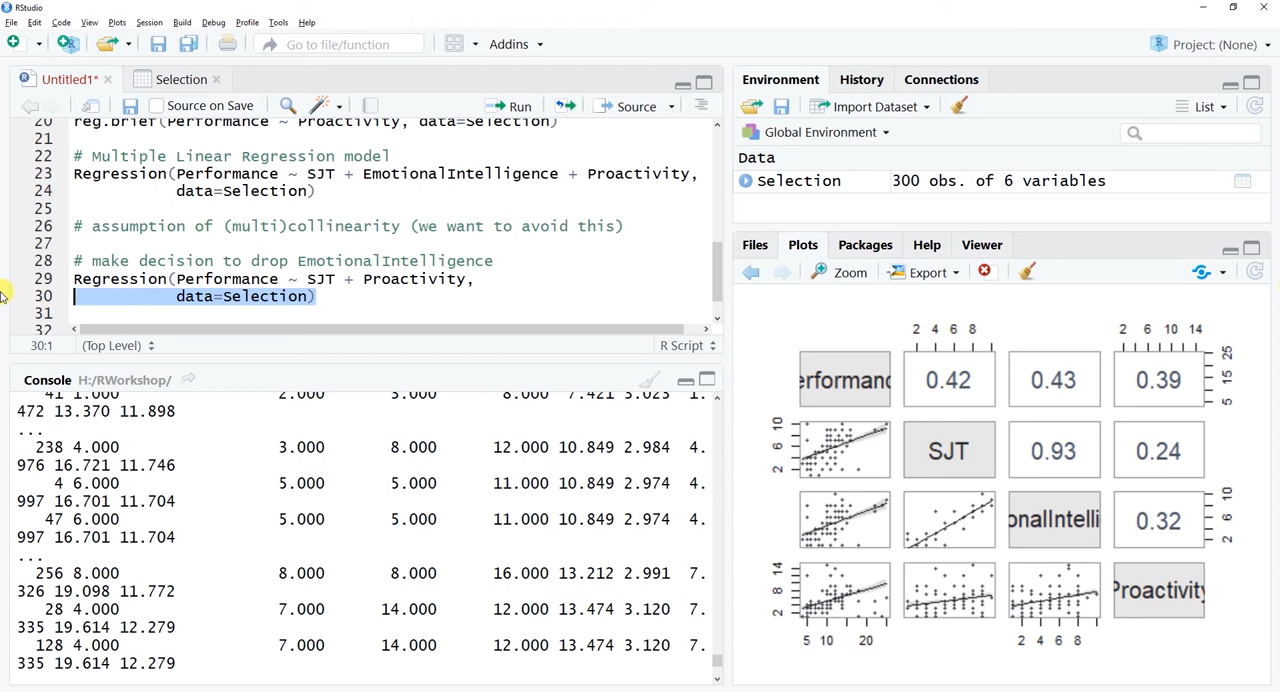 RStudio
File Edit Code View Plots Session Build Debug Profile Tools Help
Go to file/function Addins Project: (None)
Untitled1* Selection
Source on Save Run Source
20 reg.brief(Performance ~ Proactivity, data=Selection)
21
22 # Multiple Linear Regression model
23 Regression(Performance ~ SJT + EmotionalIntelligence + Proactivity,
24 data=Selection)
25
26 # assumption of (multi)collinearity (we want to avoid this)
27
28 # make decision to drop EmotionalIntelligence
29 Regression(Performance ~ SJT + Proactivity,
30 data=Selection)
31
32
30:1 (Top Level) R Script
Console H:/RWorkshop/
41 1.000 2.000 3.000 8.000 7.421 3.023 1.
472 13.370 11.898
...
238 4.000 3.000 8.000 12.000 10.849 2.984 4.
976 16.721 11.746
4 6.000 5.000 5.000 11.000 10.849 2.974 4.
997 16.701 11.704
47 6.000 5.000 5.000 11.000 10.849 2.974 4.
997 16.701 11.704
...
256 8.000 8.000 8.000 16.000 13.212 2.991 7.
326 19.098 11.772
28 4.000 7.000 14.000 12.000 13.474 3.120 7.
335 19.614 12.279
128 4.000 7.000 14.000 12.000 13.474 3.120 7.
335 19.614 12.279
Environment History Connections
Import Dataset List
Global Environment
Data
Selection 300 obs. of 6 variables
Files Plots Packages Help Viewer
Zoom Export
2 4 6 8 2 6 10 14
erformanc 0.42 0.43 0.39 5 15 25
2 6 10 SJT 0.93 0.24
onalIntelli 0.32 2 6 10
2 8 14 Proactivity
5 10 20 2 4 6 8